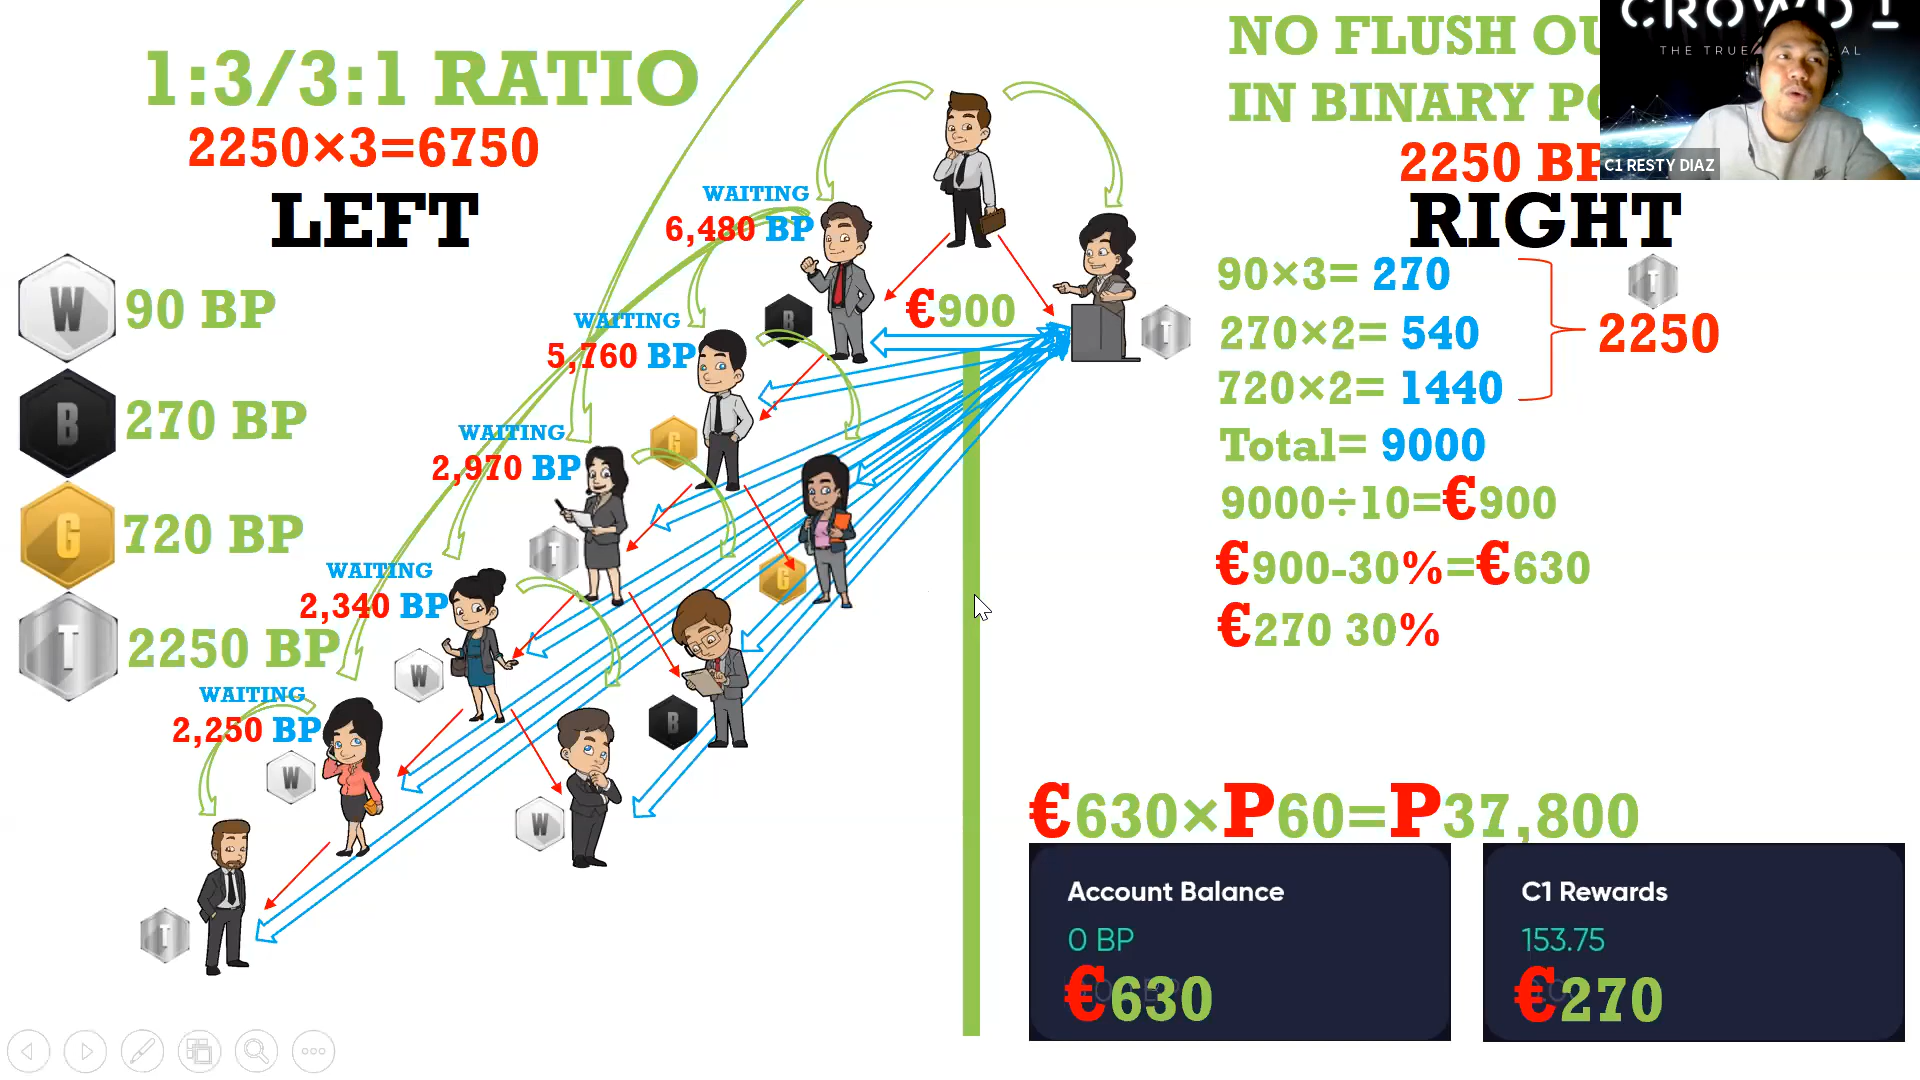 1:3/3:1 RATIO
2250×3=6750
LEFT
W 90 BP
B 270 BP
G 720 BP
T 2250 BP
WAITING
6,480 BP
B
WAITING
5,760 BP
G
WAITING
2,970 BP
T
G
WAITING
2,340 BP
W
B
WAITING
2,250 BP
W
W
T
€900
T
NO FLUSH
IN BINARY
2250 BP
RIGHT
90×3= 270
270×2= 540
720×2= 1440
T
2250
Total= 9000
9000÷10=€900
€900-30%=€630
€270 30%
€630×P60=P37,800
Account Balance
0 BP
€630
C1 Rewards
153.75
€270
CROWD1
THE TRUE
C1 RESTY DIAZ